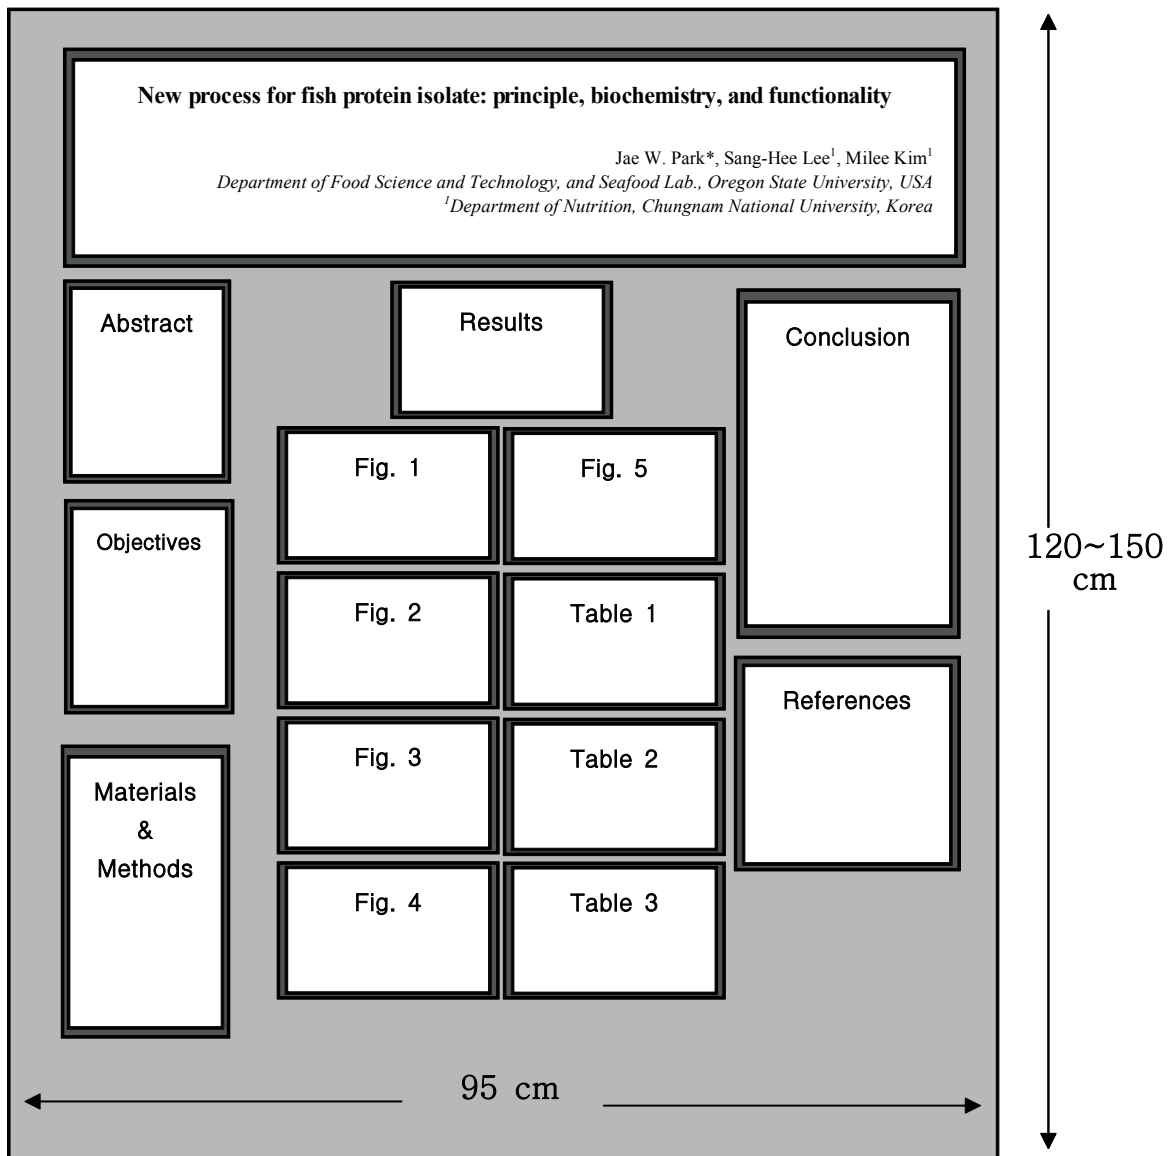 New process for fish protein isolate: principle, biochemistry, and functionality
Jae W. Park*, Sang-Hee Lee¹, Milee Kim¹
Department of Food Science and Technology, and Seafood Lab., Oregon State University, USA
¹Department of Nutrition, Chungnam National University, Korea
Abstract
Objectives
Materials
&
Methods
Results
Fig. 1
Fig. 2
Fig. 3
Fig. 4
Fig. 5
Table 1
Table 2
Table 3
Conclusion
References
120~150
cm
95 cm